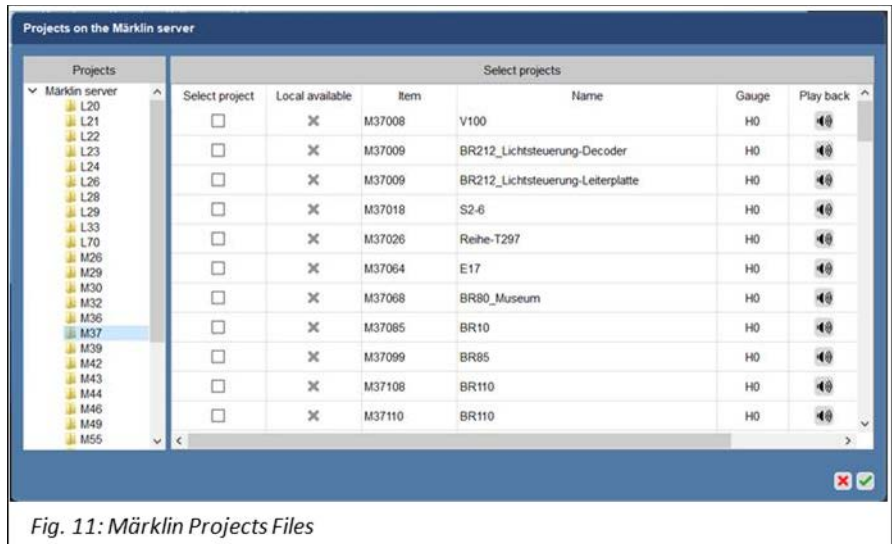 Projects on the Märklin server
Projects
Select projects
Märklin server
L20
L21
L22
L23
L24
L26
L28
L29
L33
L70
M26
M29
M30
M32
M36
M37
M39
M42
M43
M44
M46
M49
M55
Select project Local available Item Name Gauge Play back
M37008 V100 H0
M37009 BR212_Lichtsteuerung-Decoder H0
M37009 BR212_Lichtsteuerung-Leiterplatte H0
M37018 S2-6 H0
M37026 Reihe-T297 H0
M37064 E17 H0
M37068 BR80_Museum H0
M37085 BR10 H0
M37099 BR85 H0
M37108 BR110 H0
M37110 BR110 H0
Fig. 11: Märklin Projects Files